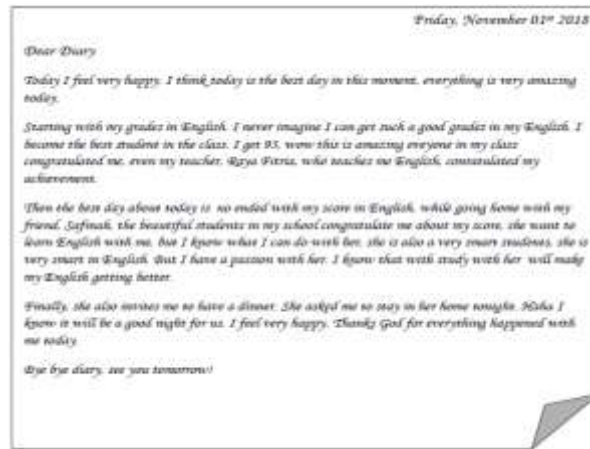 Friday, November 01st 2018
Dear Diary
Today I feel very happy. I think today is the best day in this moment, everything is very amazing
today.
Starting with my grades in English. I never imagine I can get such a good grades in my English. I
become the best student in the class. I get 93, wow this is amazing everyone in my class
congratulated me, even my teacher, Raya Fitria, who teaches me English, contratulated my
achievement.
Then the best day about today is no ended with my score in English, while going home with my
friend, Safinah, the beautiful students in my school congratulate me about my score, she want to
learn English with me, but I know what I can do with her, she is also a very smart students, she is
very smart in English. But I have a passion with her. I know that with study with her will make
my English getting better.
Finally, she also invites me to have a dinner. She asked me to stay in her home tonight. Haha I
know it will be a good night for us. I feel very happy. Thanks God for everything happened with
me today.
Bye bye diary, see you tomorrow!